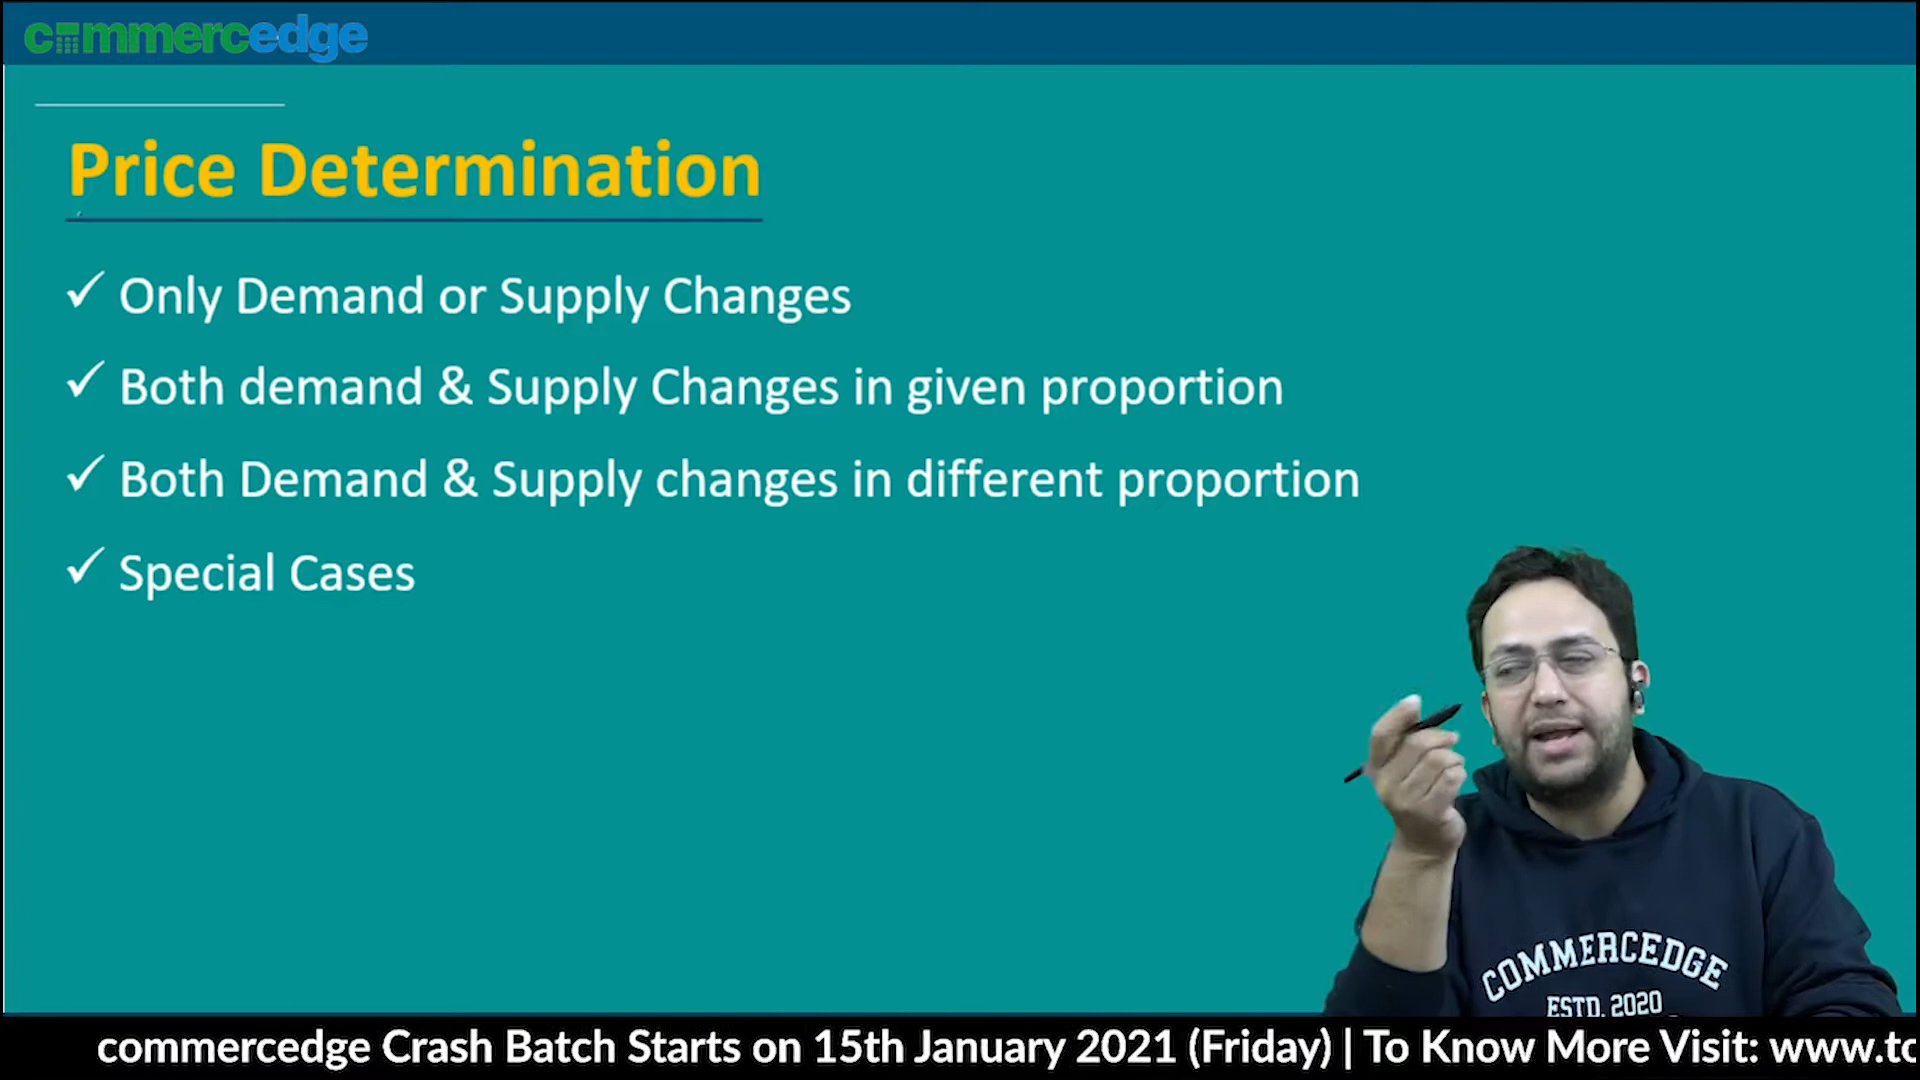 commercedge
Price Determination
✓ Only Demand or Supply Changes
✓ Both demand & Supply Changes in given proportion
✓ Both Demand & Supply changes in different proportion
✓ Special Cases
COMMERCEDGE
ESTD. 2020
commercedge Crash Batch Starts on 15th January 2021 (Friday) | To Know More Visit: